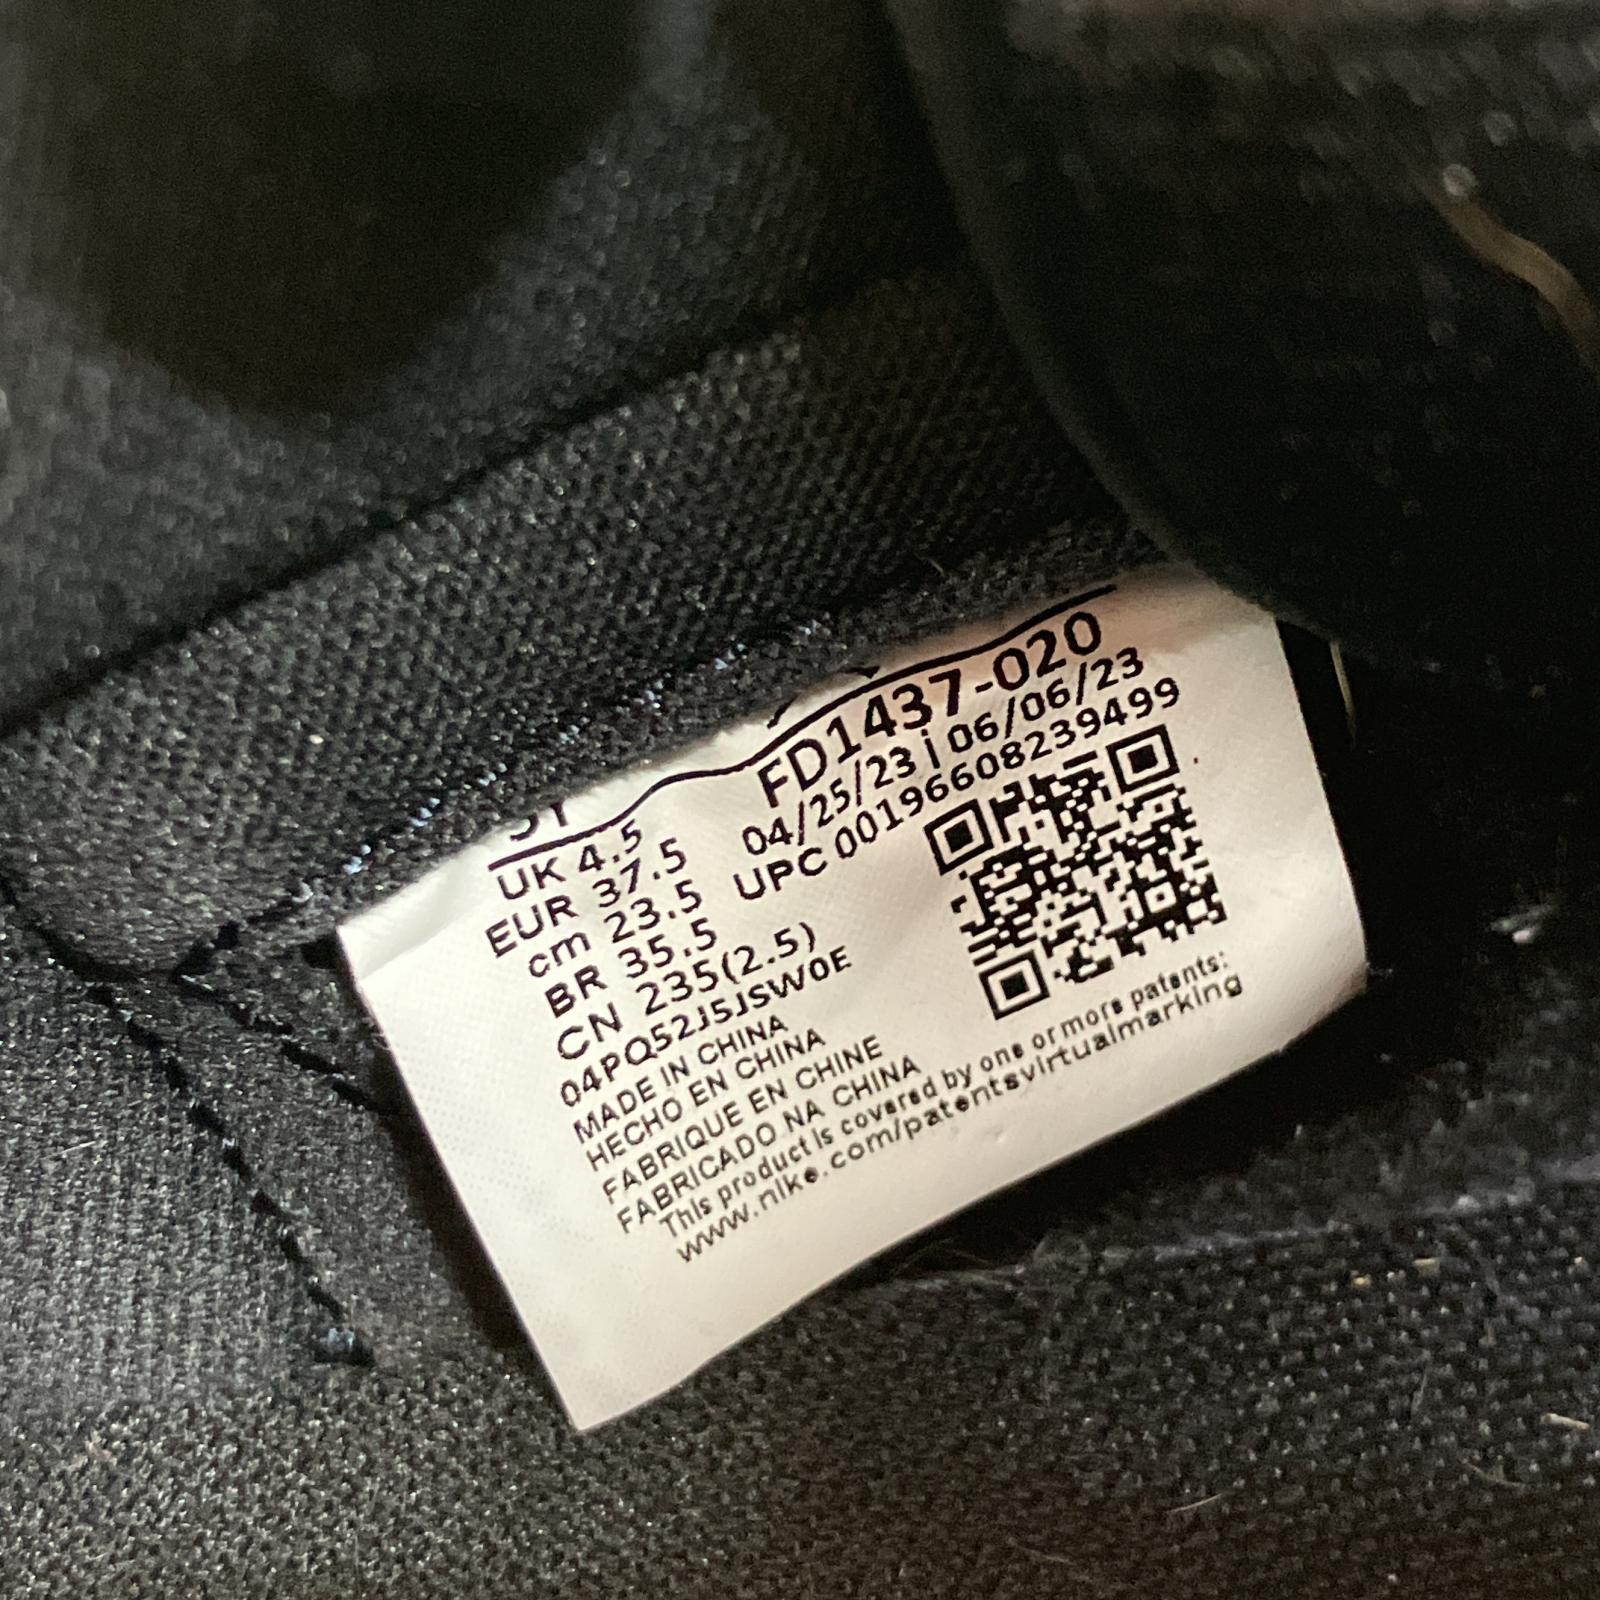 5Y
UK 4.5
EUR 37.5
cm 23.5
BR 35.5
CN 235(2.5)
04PQ52J5JSW0E
FD1437-020
04/25/23 | 06/06/23
UPC 00196608239499
MADE IN CHINA
HECHO EN CHINA
FABRIQUE EN CHINE
FABRICADO NA CHINA
This product is covered by one or more patents:
www.nike.com/patentsvirtualmarking